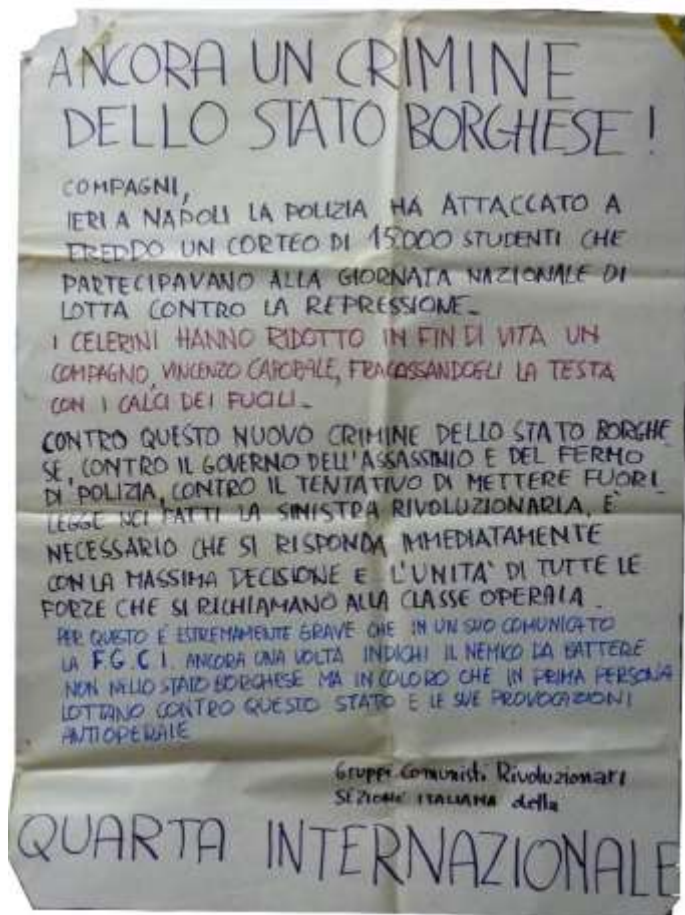 ANCORA UN CRIMINE
DELLO STATO BORGHESE !
COMPAGNI,
IERI A NAPOLI LA POLIZIA HA ATTACCATO A
FREDDO UN CORTEO DI 15000 STUDENTI CHE
PARTECIPAVANO ALLA GIORNATA NAZIONALE DI
LOTTA CONTRO LA REPRESSIONE.
I CELERINI HANNO RIDOTTO IN FIN DI VITA UN
COMPAGNO, VINCENZO CAPORALE, FRACASSANDOGLI LA TESTA
CON I CALCI DEI FUCILI.
CONTRO QUESTO NUOVO CRIMINE DELLO STATO BORGHE
SE CONTRO IL GOVERNO DELL'ASSASSINIO E DEL FERMO
DI POLIZIA, CONTRO IL TENTATIVO DI METTERE FUORI
LEGGE NEI FATTI LA SINISTRA RIVOLUZIONARIA, È
NECESSARIO CHE SI RISPONDA IMMEDIATAMENTE
CON LA MASSIMA DECISIONE E L'UNITA' DI TUTTE LE
FORZE CHE SI RICHIAMANO ALLA CLASSE OPERAIA.
PER QUESTO È ESTREMAMENTE GRAVE CHE IN UN SUO COMUNICATO
LA F.G.C.I. ANCORA UNA VOLTA INDICHI IL NEMICO DA BATTERE
NON NELLO STATO BORGHESE MA IN COLORO CHE IN PRIMA PERSONA
LOTTANO CONTRO QUESTO STATO E LE SUE PROVOCAZIONI
ANTIOPERAIE
Gruppi Comunisti Rivoluzionari
SEZIONE ITALIANA della
QUARTA INTERNAZIONALE